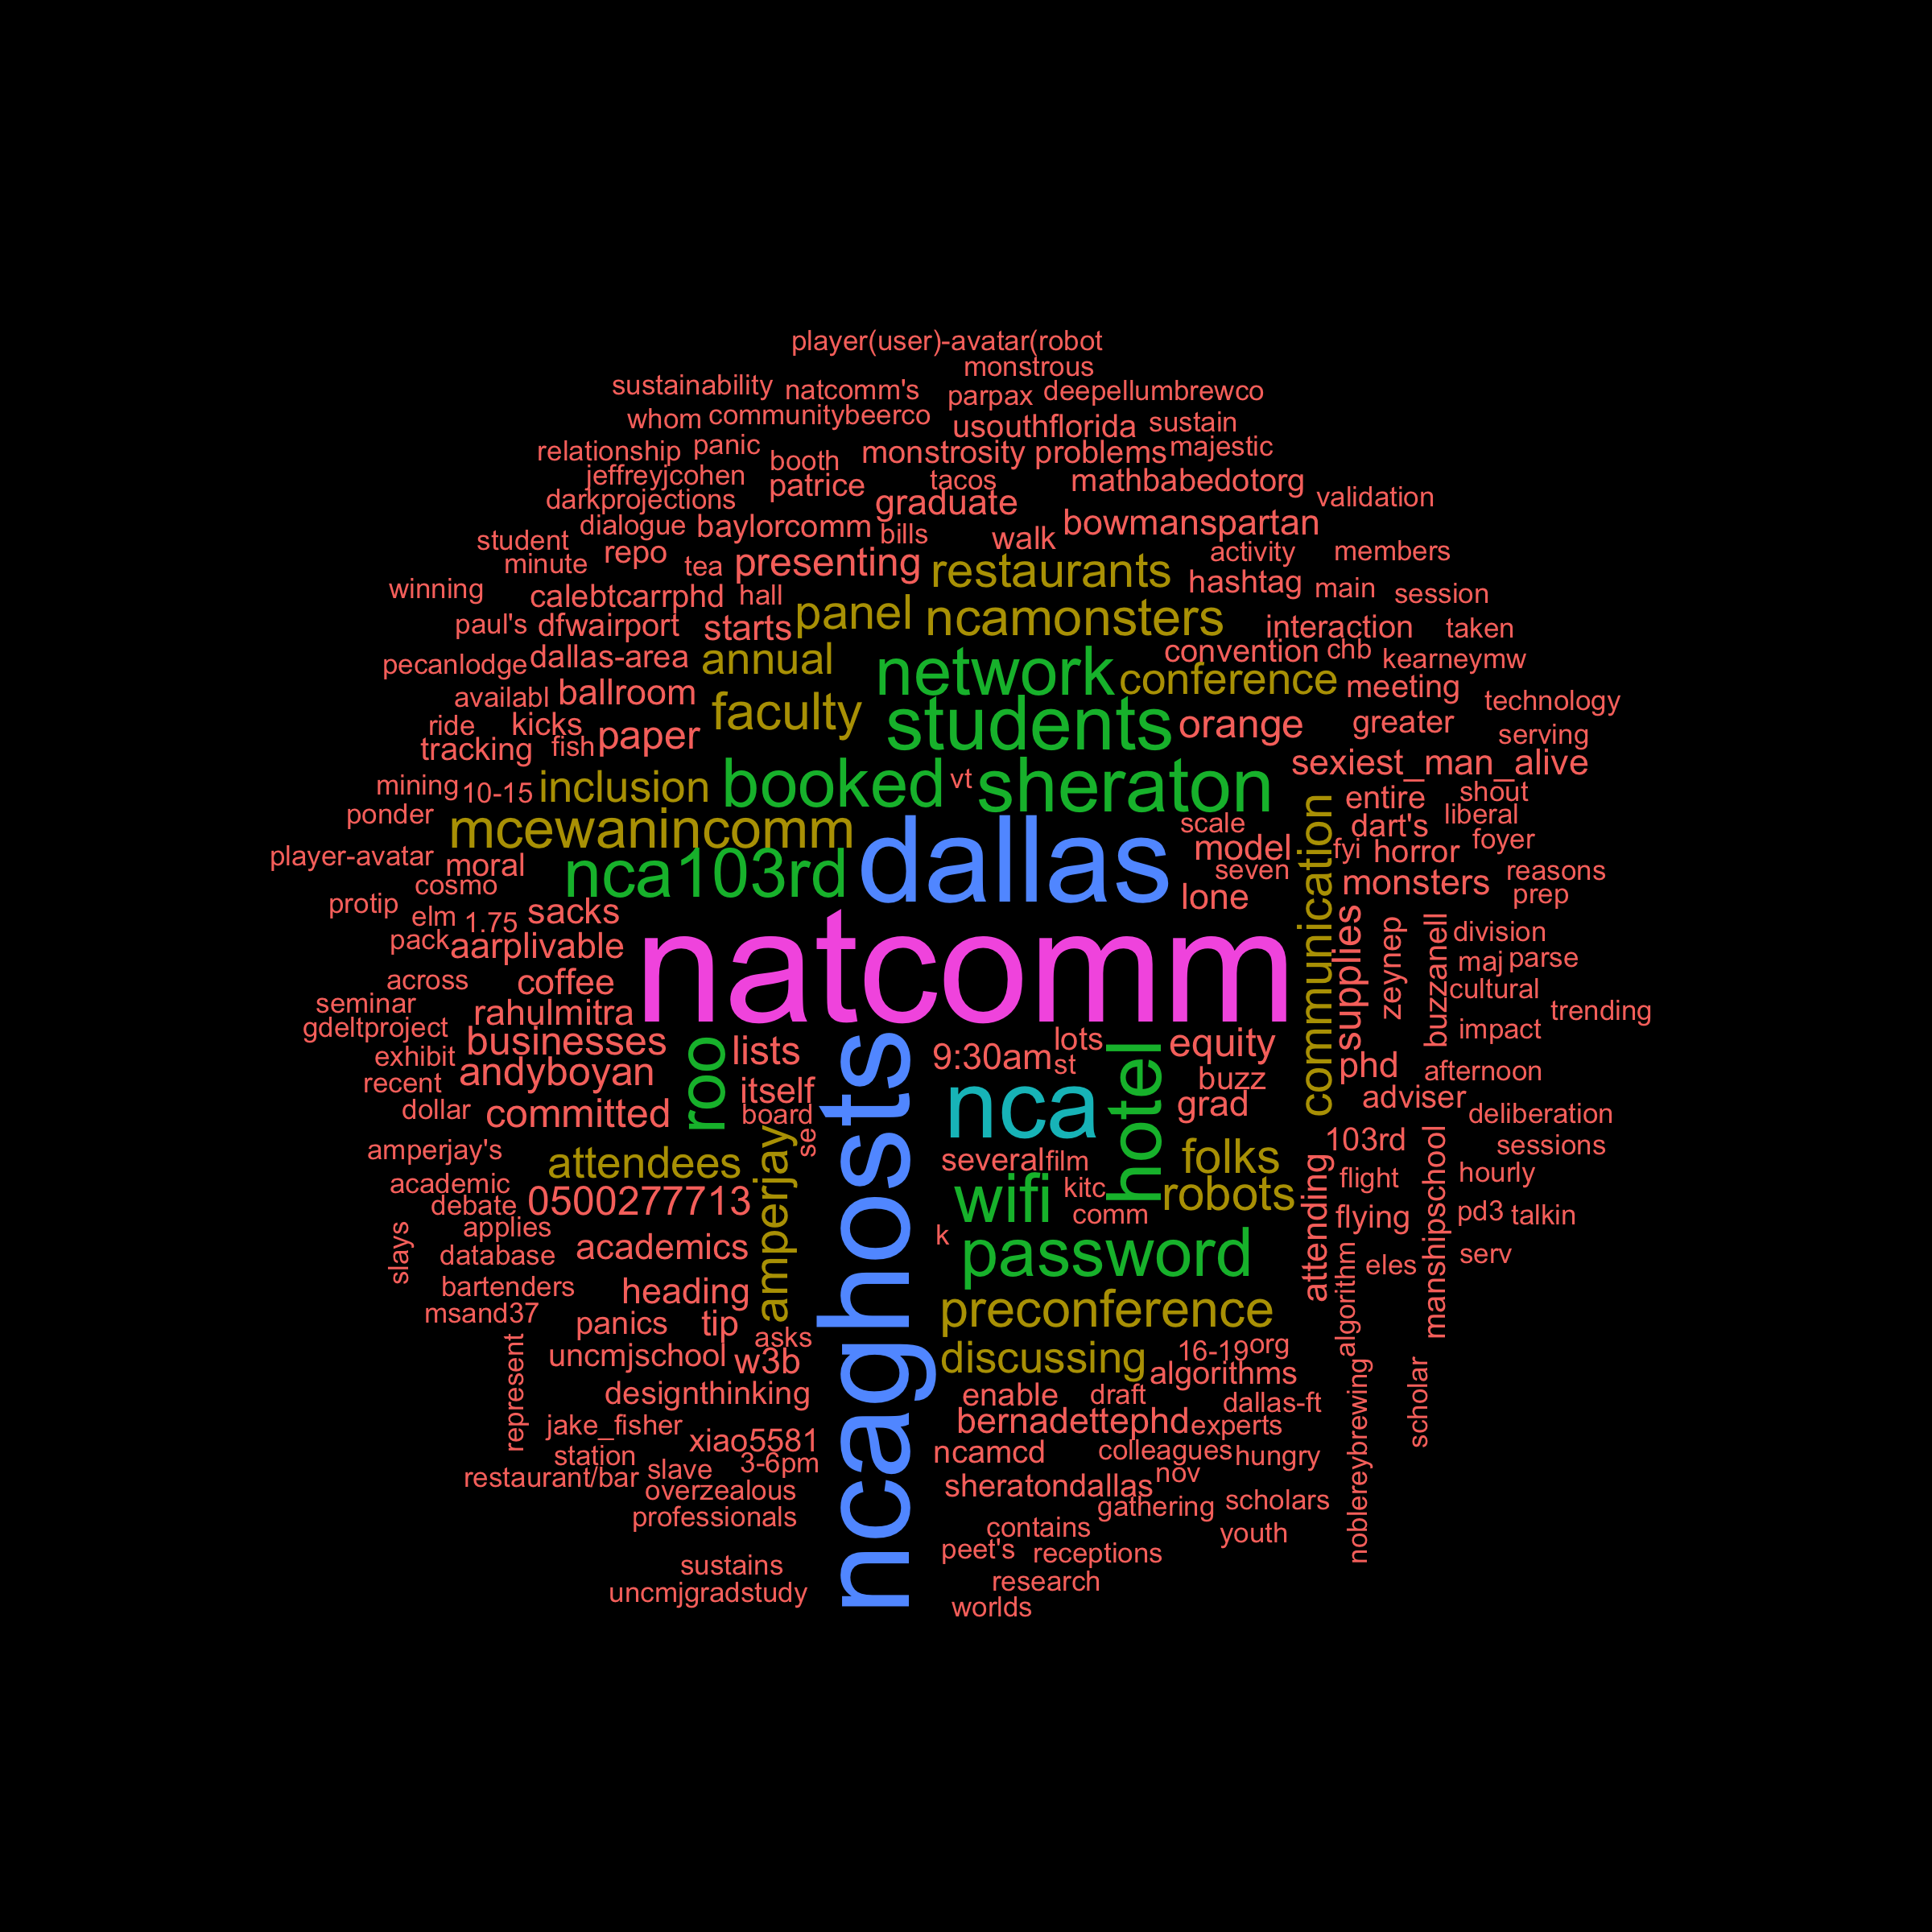 player(user)-avatar(robot
monstrous
sustainability natcomm's parpax deepellumbrewco
whom communitybeerco usouthflorida sustain
relationship panic booth monstrosity problems majestic
jeffreyjcohen patrice tacos mathbabedotorg
darkprojections graduate validation
dialogue baylorcomm bills walk bowmanspartan
student minute repo tea presenting restaurants activity members
winning calebtcarrphd hall panel ncamonsters hashtag main session
paul's dfwairport starts interaction taken
pecanlodge dallas-area annual network convention chb kearneymw
availabl ballroom faculty conference meeting technology
ride kicks students orange greater serving
tracking fish paper sexiest_man_alive
mining 10-15 inclusion booked vt sheraton entire shout
ponder mcewanincomm dallas scale communication dart's liberal
player-avatar moral nca103rd model fyi horror foyer
cosmo seven monsters reasons
protip elm 1.75 sacks lone prep
pack aarplivable natcomm supplies zeynep buzzanell division
across coffee maj parse
seminar rahulmitra cultural
gdeltproject businesses roo lists ncaghosts 9:30am lots st hotel equity impact trending
exhibit andyboyan itself nca buzz phd afternoon
recent grad adviser
dollar committed board deliberation
amperjay's attendees amperjay se several film folks 103rd manshipschool sessions
academic 0500277713 wifi kitc robots attending flight hourly
debate comm flying pd3 talkin
slays applies k
database academics password algorithm eles serv
bartenders heading preconference
msand37 panics tip asks
represent uncmjschool w3b discussing 16-19 org
designthinking enable draft algorithms dallas-ft noblereybrewing scholar
jake_fisher xiao5581 bernadettephd experts
station slave 3-6pm ncamcd colleagues hungry
restaurant/bar overzealous sheratondallas nov
professionals gathering scholars
contains youth
sustains peet's receptions
uncmjgradstudy research
worlds